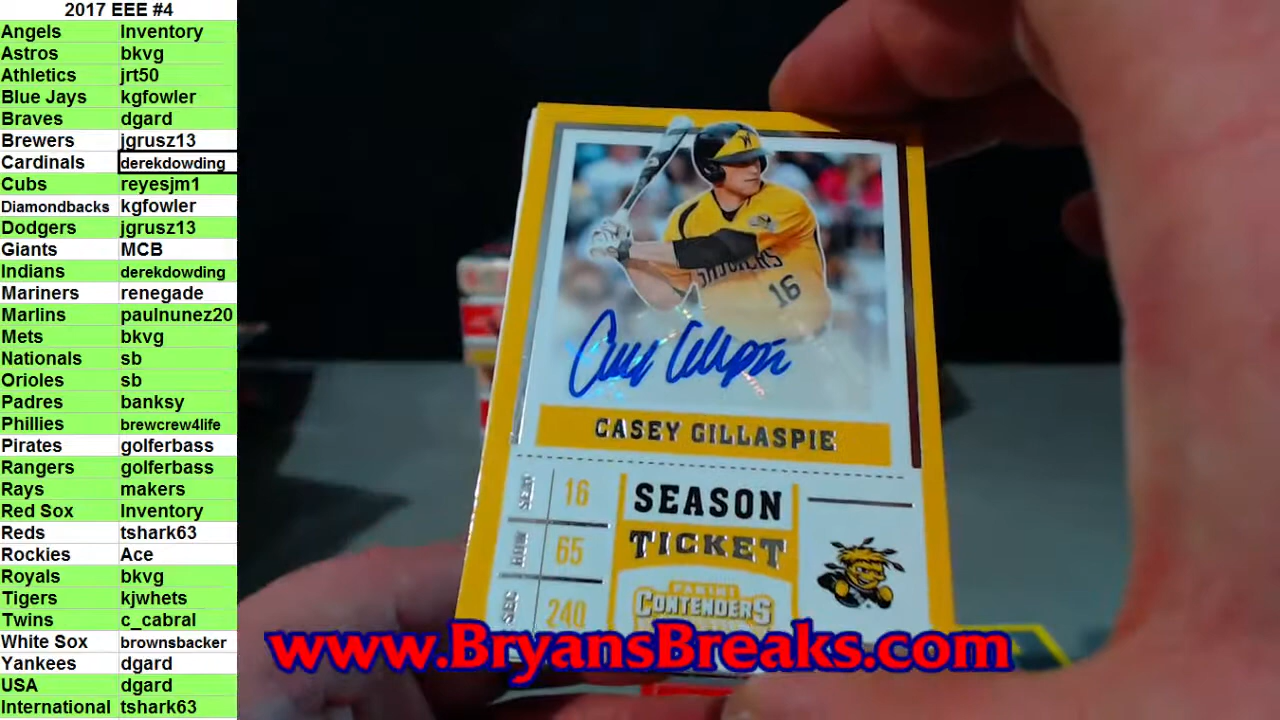 2017 EEE #4
Angels Inventory
Astros bkvg
Athletics jrt50
Blue Jays kgfowler
Braves dgard
Brewers jgrusz13
Cardinals derekdowding
Cubs reyesjm1
Diamondbacks kgfowler
Dodgers jgrusz13
Giants MCB
Indians derekdowding
Mariners renegade
Marlins paulnunez20
Mets bkvg
Nationals sb
Orioles sb
Padres banksy
Phillies brewcrew4life
Pirates golferbass
Rangers golferbass
Rays makers
Red Sox Inventory
Reds tshark63
Rockies Ace
Royals bkvg
Tigers kjwhets
Twins c_cabral
White Sox brownsbacker
Yankees dgard
USA dgard
International tshark63
SHOCKERS
16
CASEY GILLASPIE
SEAT 16
ROW 65
SEC 240
SEASON
TICKET
PANINI
CONTENDERS
www.BryansBreaks.com